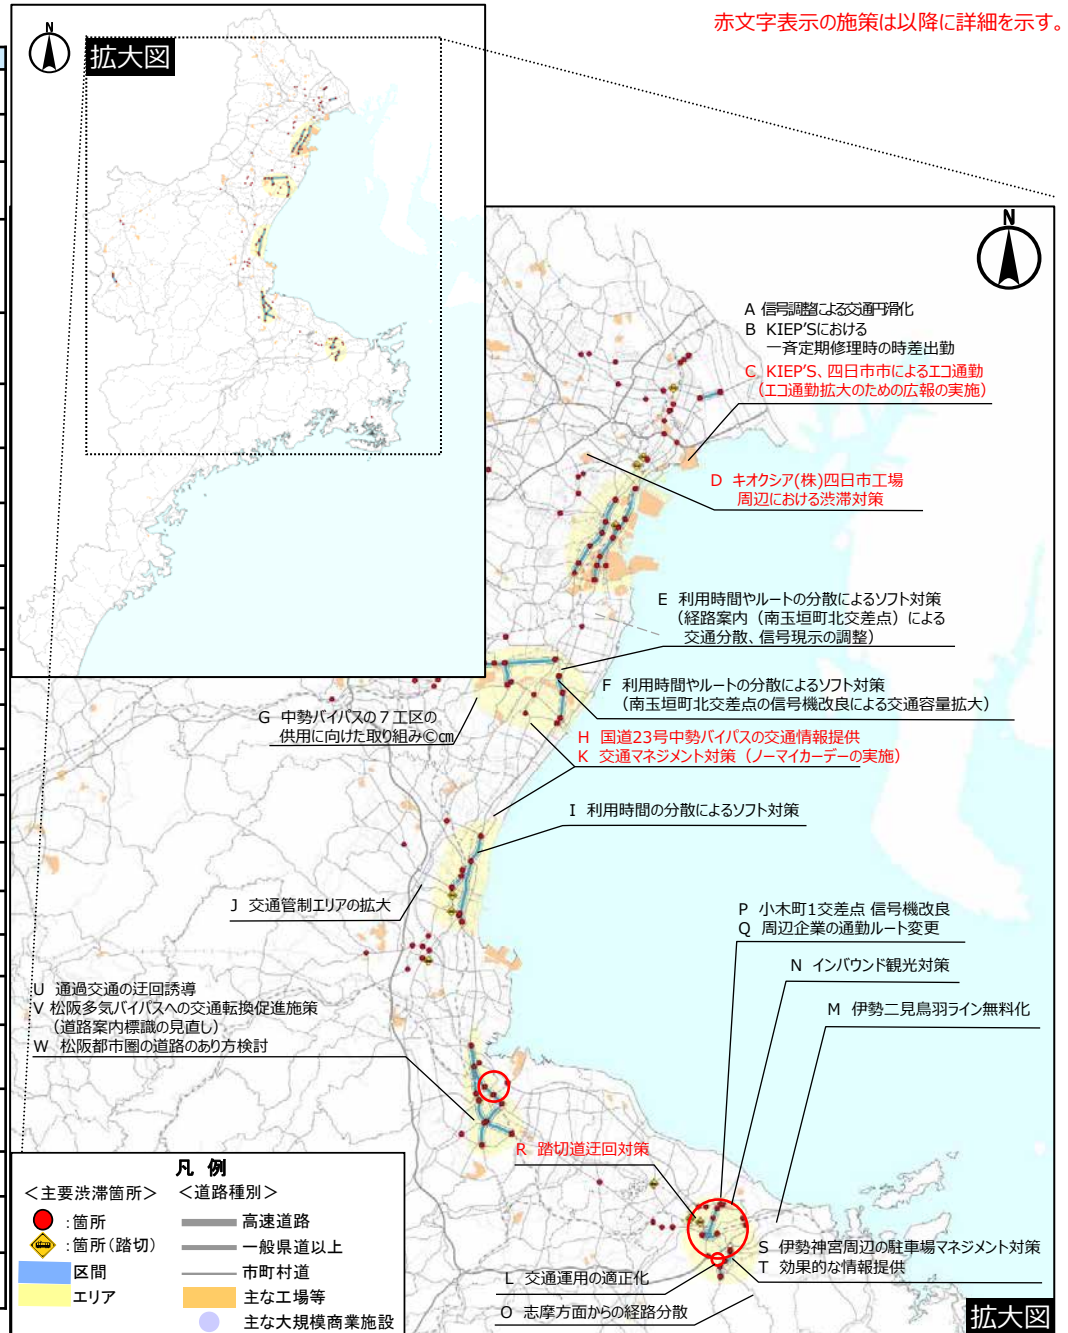 赤文字表示の施策は以降に詳細を示す。
N
拡大図
N
A 信号調整による交通円滑化
B KIEP'Sにおける
一斉定期修理時の時差出勤
C KIEP'S、四日市市によるエコ通勤
（エコ通勤拡大のための広報の実施）
D キオクシア(株)四日市工場
周辺における渋滞対策
E 利用時間やルートの分散によるソフト対策
（経路案内（南玉垣町北交差点）による
交通分散、信号現示の調整）
F 利用時間やルートの分散によるソフト対策
（南玉垣町北交差点の信号機改良による交通容量拡大）
G 中勢バイパスの７工区の
供用に向けた取り組み©㎝
H 国道23号中勢バイパスの交通情報提供
K 交通マネジメント対策（ノーマイカーデーの実施）
I 利用時間の分散によるソフト対策
J 交通管制エリアの拡大
P 小木町1交差点 信号機改良
Q 周辺企業の通勤ルート変更
N インバウンド観光対策
M 伊勢二見鳥羽ライン無料化
U 通過交通の迂回誘導
V 松阪多気バイパスへの交通転換促進施策
（道路案内標識の見直し）
W 松阪都市圏の道路のあり方検討
R 踏切道迂回対策
S 伊勢神宮周辺の駐車場マネジメント対策
T 効果的な情報提供
L 交通運用の適正化
O 志摩方面からの経路分散
凡 例
＜主要渋滞箇所＞ ＜道路種別＞
:箇所 高速道路
:箇所(踏切) 一般県道以上
区間 市町村道
エリア 主な工場等
主な大規模商業施設
拡大図